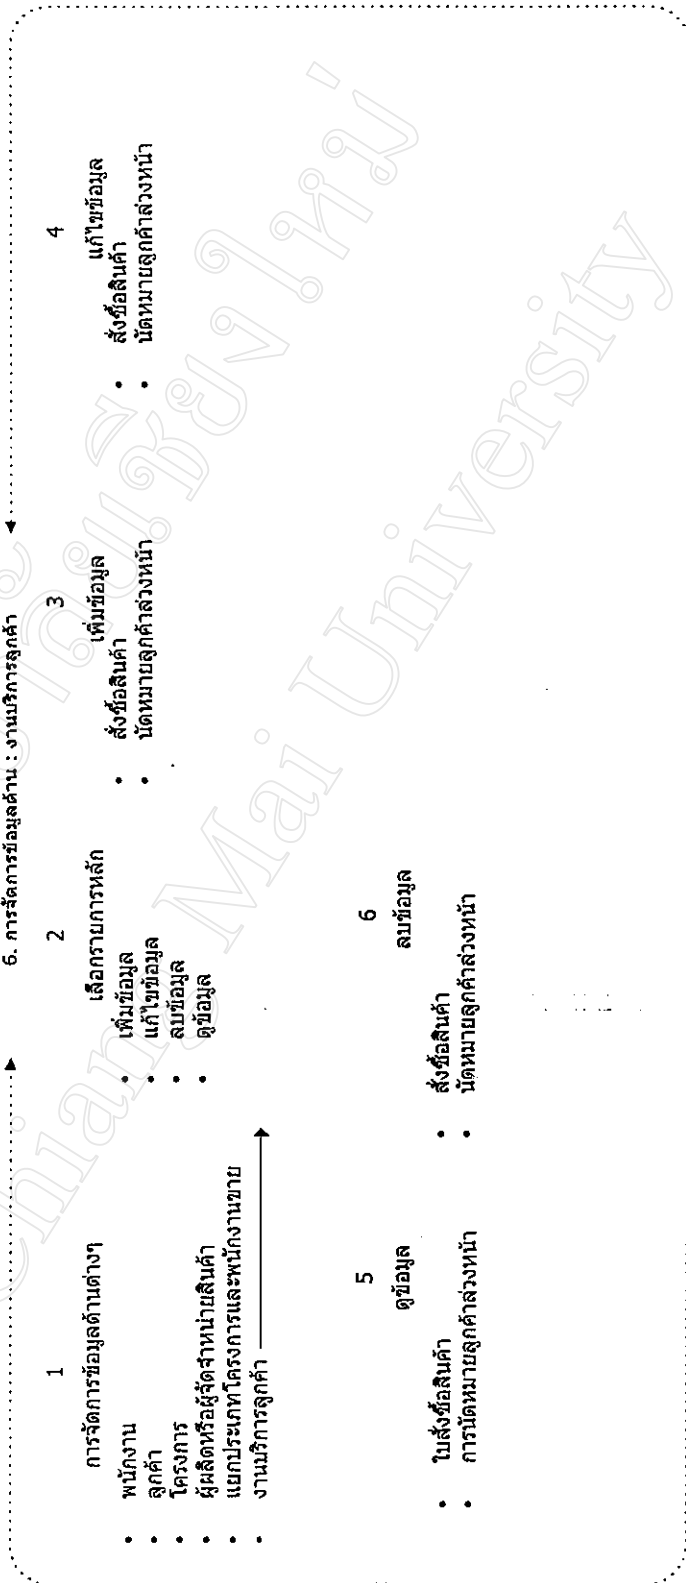 6. การจัดการข้อมูลด้าน : งานบริการลูกค้า
1
การจัดการข้อมูลด้านต่างๆ
• พนักงาน
• ลูกค้า
• โครงการ
• ผู้ผลิตหรือผู้จัดจำหน่ายสินค้า
• แยกประเภทโครงการและพนักงานขาย
• งานบริการลูกค้า
2
เลือกรายการหลัก
• เพิ่มข้อมูล
• แก้ไขข้อมูล
• ลบข้อมูล
• ดูข้อมูล
3
เพิ่มข้อมูล
• สั่งซื้อสินค้า
• นัดหมายลูกค้าล่วงหน้า
4
แก้ไขข้อมูล
• สั่งซื้อสินค้า
• นัดหมายลูกค้าล่วงหน้า
5
ดูข้อมูล
• ใบสั่งซื้อสินค้า
• การนัดหมายลูกค้าล่วงหน้า
6
ลบข้อมูล
• สั่งซื้อสินค้า
• นัดหมายลูกค้าล่วงหน้า
Chiang Mai University